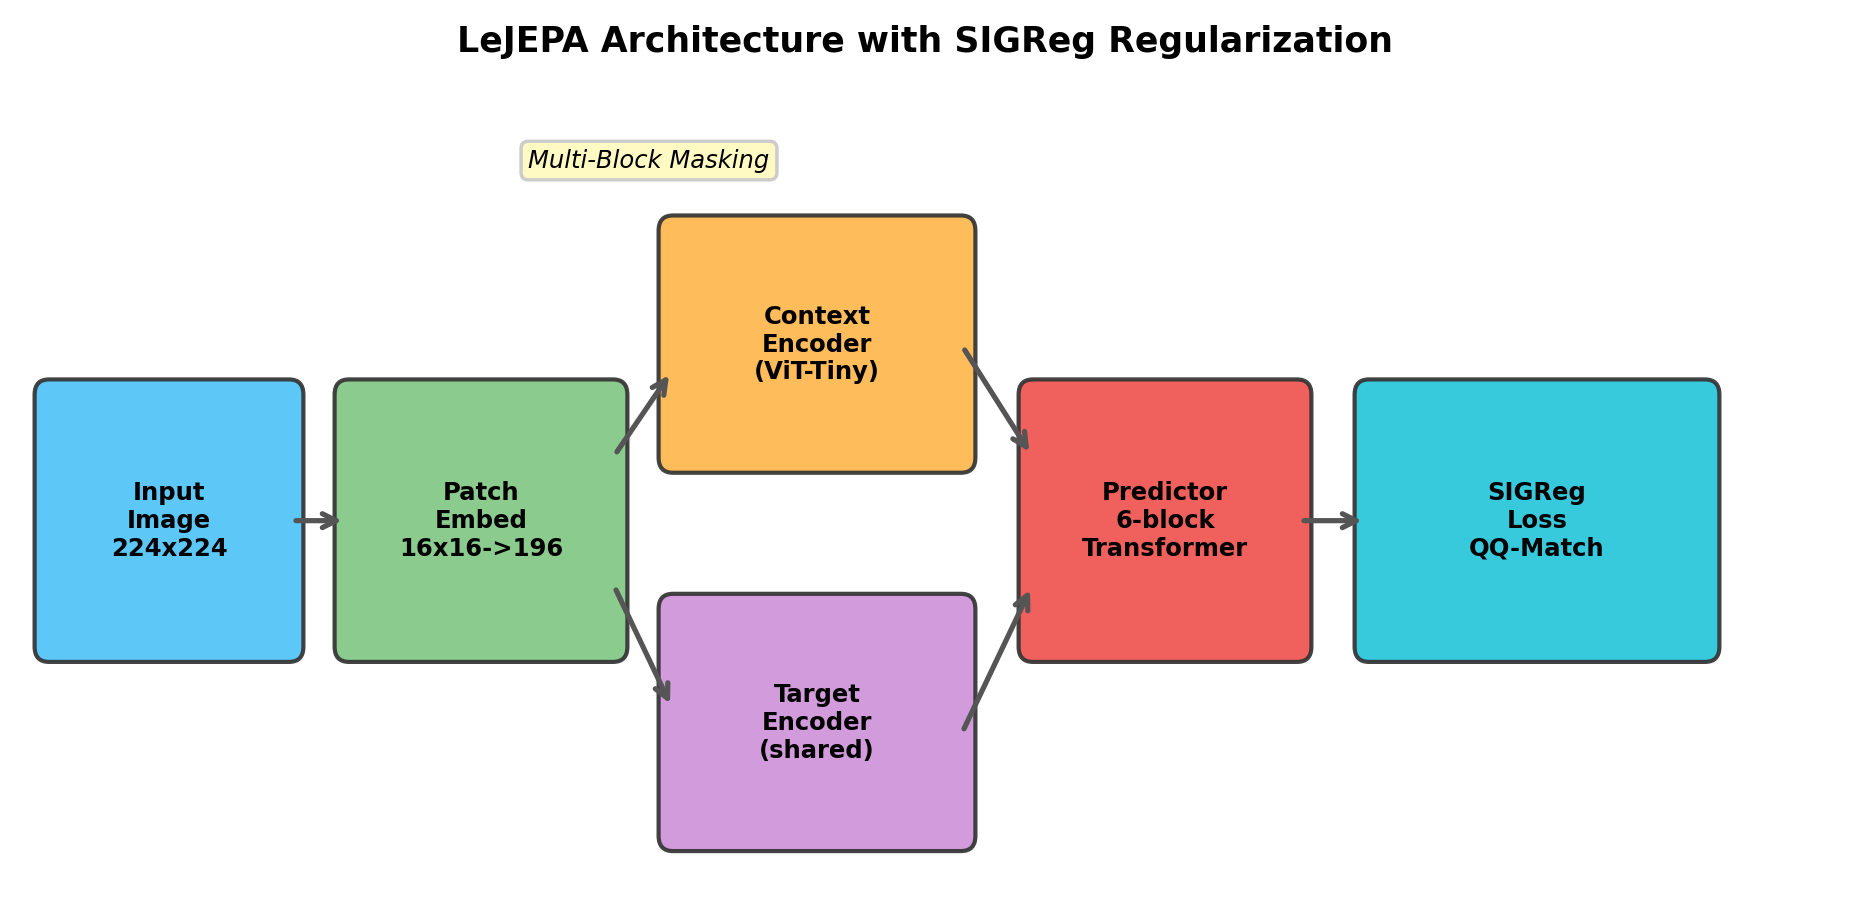 LeJEPA Architecture with SIGReg Regularization
Multi-Block Masking
Input
Image
224x224
Patch
Embed
16x16->196
Context
Encoder
(ViT-Tiny)
Target
Encoder
(shared)
Predictor
6-block
Transformer
SIGReg
Loss
QQ-Match